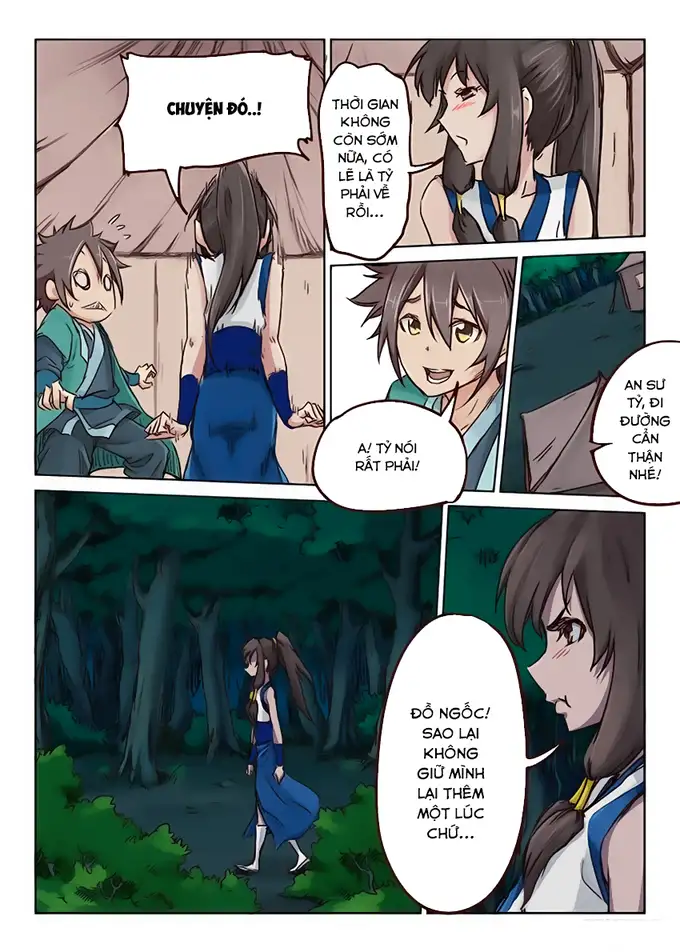 CHUYỆN ĐÓ..!
THỜI GIAN
KHÔNG
CÒN SỚM
NỮA, CÓ
LẼ LÀ TỶ
PHẢI VỀ
RỒI...
A! TỶ NÓI
RẤT PHẢI!
AN SƯ
TỶ, ĐI
ĐƯỜNG
CẨN
THẬN
NHÉ!
ĐỒ NGỐC!
SAO LẠI
KHÔNG
GIỮ MÌNH
LẠI THÊM
MỘT LÚC
CHỨ...